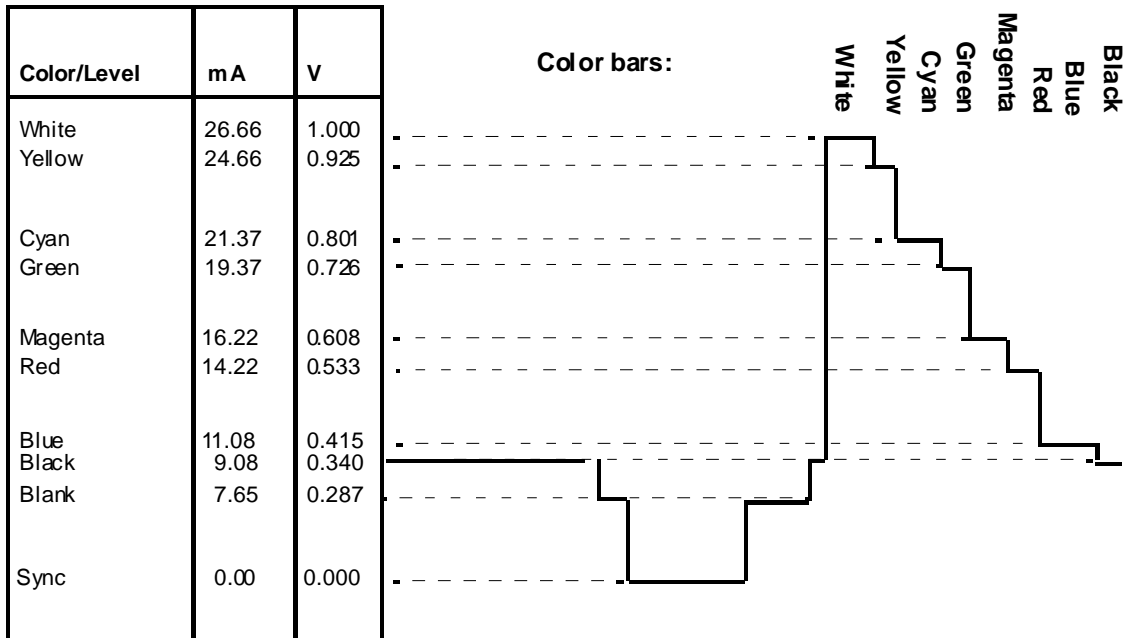 Color/Level mA V
White 26.66 1.000
Yellow 24.66 0.925
Cyan 21.37 0.801
Green 19.37 0.726
Magenta 16.22 0.608
Red 14.22 0.533
Blue 11.08 0.415
Black 9.08 0.340
Blank 7.65 0.287
Sync 0.00 0.000
Color bars:
White
Yellow
Cyan
Green
Magenta
Red
Blue
Black